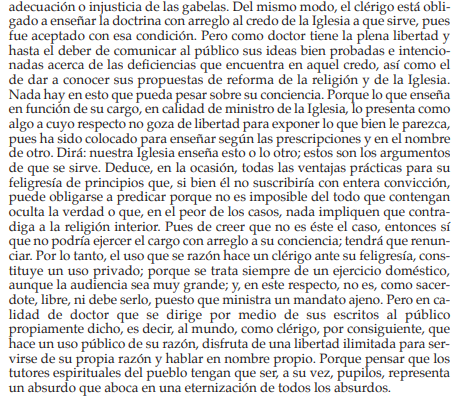 adecuación o injusticia de las gabelas. Del mismo modo, el clérigo está obli-
gado a enseñar la doctrina con arreglo al credo de la Iglesia a que sirve, pues
fue aceptado con esa condición. Pero como doctor tiene la plena libertad y
hasta el deber de comunicar al público sus ideas bien probadas e intencio-
nadas acerca de las deficiencias que encuentra en aquel credo, así como el
de dar a conocer sus propuestas de reforma de la religión y de la Iglesia.
Nada hay en esto que pueda pesar sobre su conciencia. Porque lo que enseña
en función de su cargo, en calidad de ministro de la Iglesia, lo presenta como
algo a cuyo respecto no goza de libertad para exponer lo que bien le parezca,
pues ha sido colocado para enseñar según las prescripciones y en el nombre
de otro. Dirá: nuestra Iglesia enseña esto o lo otro; estos son los argumentos
de que se sirve. Deduce, en la ocasión, todas las ventajas prácticas para su
feligresía de principios que, si bien él no suscribiría con entera convicción,
puede obligarse a predicar porque no es imposible del todo que contengan
oculta la verdad o que, en el peor de los casos, nada impliquen que contra-
diga a la religión interior. Pues de creer que no es éste el caso, entonces sí
que no podría ejercer el cargo con arreglo a su conciencia; tendrá que renun-
ciar. Por lo tanto, el uso que se razón hace un clérigo ante su feligresía, cons-
tituye un uso privado; porque se trata siempre de un ejercicio doméstico,
aunque la audiencia sea muy grande; y, en este respecto, no es, como sacer-
dote, libre, ni debe serlo, puesto que ministra un mandato ajeno. Pero en ca-
lidad de doctor que se dirige por medio de sus escritos al público
propiamente dicho, es decir, al mundo, como clérigo, por consiguiente, que
hace un uso público de su razón, disfruta de una libertad ilimitada para ser-
virse de su propia razón y hablar en nombre propio. Porque pensar que los
tutores espirituales del pueblo tengan que ser, a su vez, pupilos, representa
un absurdo que aboca en una eternización de todos los absurdos.